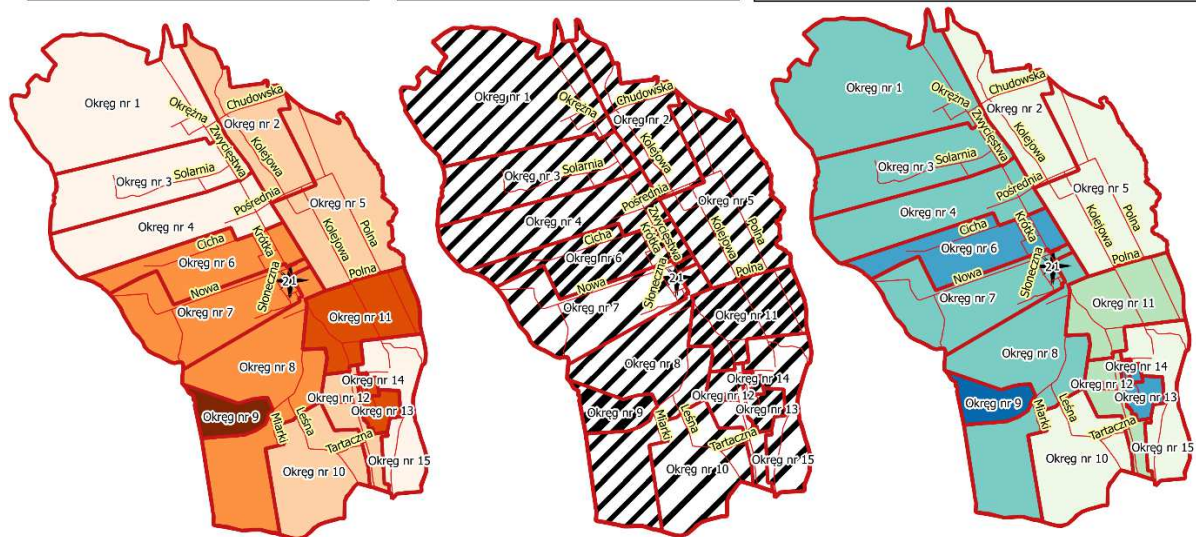 Okręg nr 1
Okrężna
Chudowska
Okręg nr 2
Zwycięstwa
Kolejowa
Okręg nr 3
Solarnia
Pośrednia
Okręg nr 4
Okręg nr 5
Kolejowa
Polna
Cicha
Krótka
Okręg nr 6
Nowa
Słoneczna
21
Polna
Okręg nr 7
Okręg nr 11
Okręg nr 8
Okręg nr 14
Okręg nr 12
Okręg nr 9
Miarki
Leśna
Okręg nr 13
Tartaczna
Okręg nr 10
Okręg nr 15
Okręg nr 1
Okrężna
Chudowska
Okręg nr 2
Kolejowa
Okręg nr 3
Solarnia
Pośrednia
Okręg nr 4
Zwycięstwa
Okręg nr 5
Kolejowa
Polna
Cicha
Krótka
Okręg nr 6
Nowa
Słoneczna
21
Polna
Okręg nr 7
Okręg nr 11
Okręg nr 8
Okręg nr 14
Okręg nr 12
Okręg nr 9
Miarki
Leśna
Okręg nr 13
Tartaczna
Okręg nr 10
Okręg nr 15
Okręg nr 1
Okrężna
Chudowska
Okręg nr 2
Zwycięstwa
Kolejowa
Okręg nr 3
Solarnia
Pośrednia
Okręg nr 4
Okręg nr 5
Kolejowa
Polna
Cicha
Krótka
Okręg nr 6
Nowa
Słoneczna
21
Polna
Okręg nr 7
Okręg nr 11
Okręg nr 8
Okręg nr 14
Okręg nr 12
Okręg nr 9
Miarki
Leśna
Okręg nr 13
Tartaczna
Okręg nr 10
Okręg nr 15